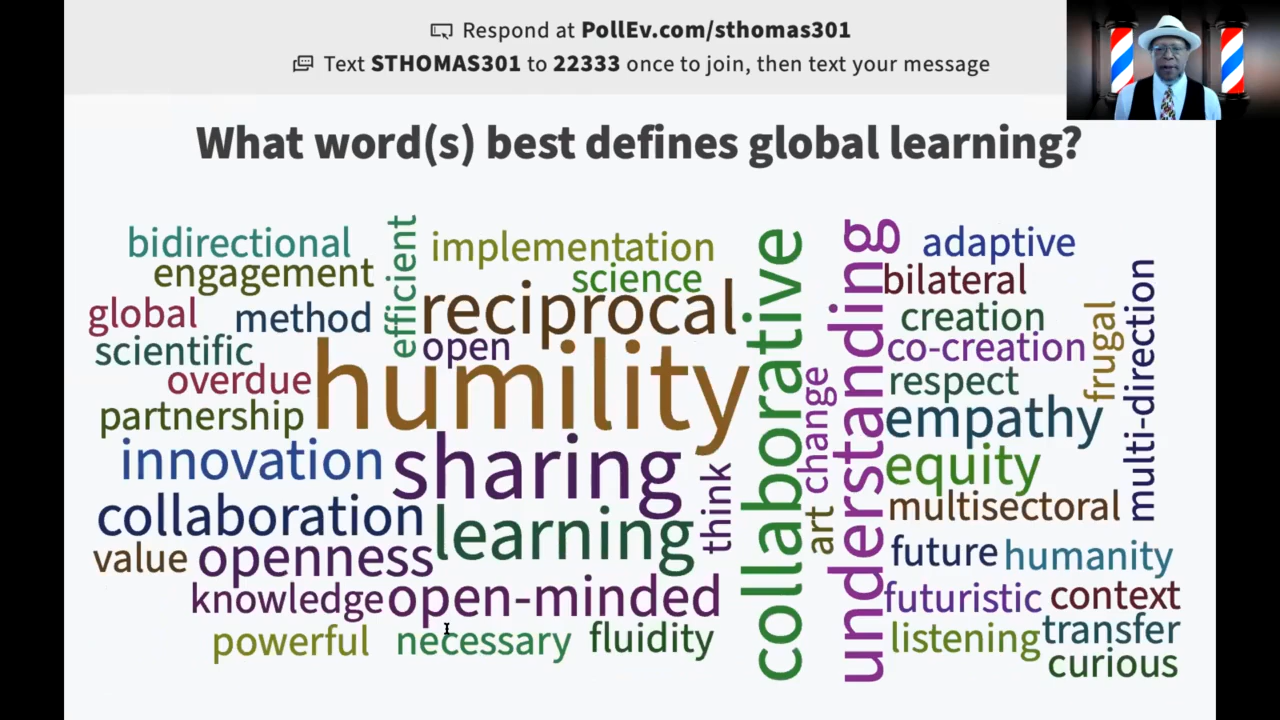 Respond at PollEv.com/sthomas301
Text STHOMAS301 to 22333 once to join, then text your message
What word(s) best defines global learning?
bidirectional
engagement
efficient
implementation
science
global
method
reciprocal
scientific
open
overdue
humility
partnership
innovation
sharing
think
collaboration
learning
value
openness
knowledge
open-minded
powerful
necessary
fluidity
collaborative
change
art
understanding
adaptive
bilateral
creation
co-creation
frugal
multi-direction
respect
empathy
equity
multisectoral
future
humanity
futuristic
context
listening
transfer
curious